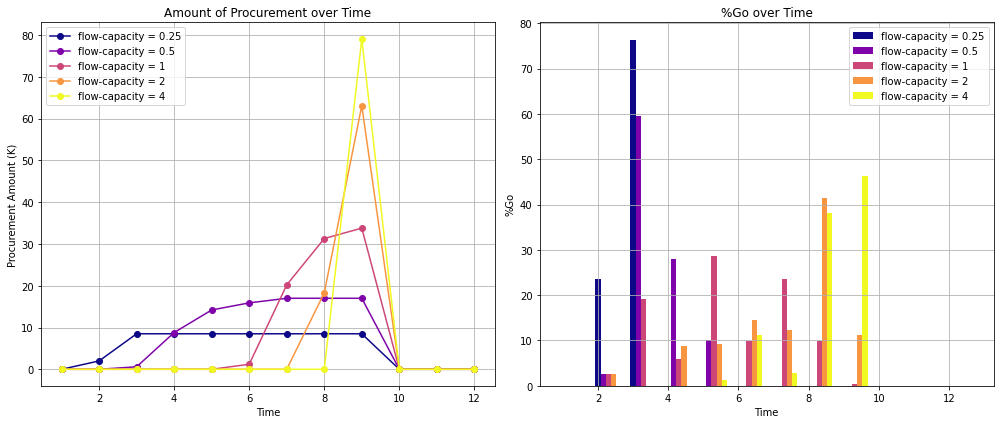 Amount of Procurement over Time
flow-capacity = 0.25
flow-capacity = 0.5
flow-capacity = 1
flow-capacity = 2
flow-capacity = 4
Procurement Amount (K)
80
70
60
50
40
30
20
10
0
2 4 6 8 10 12
Time
%Go over Time
flow-capacity = 0.25
flow-capacity = 0.5
flow-capacity = 1
flow-capacity = 2
flow-capacity = 4
%Go
80
70
60
50
40
30
20
10
0
2 4 6 8 10 12
Time